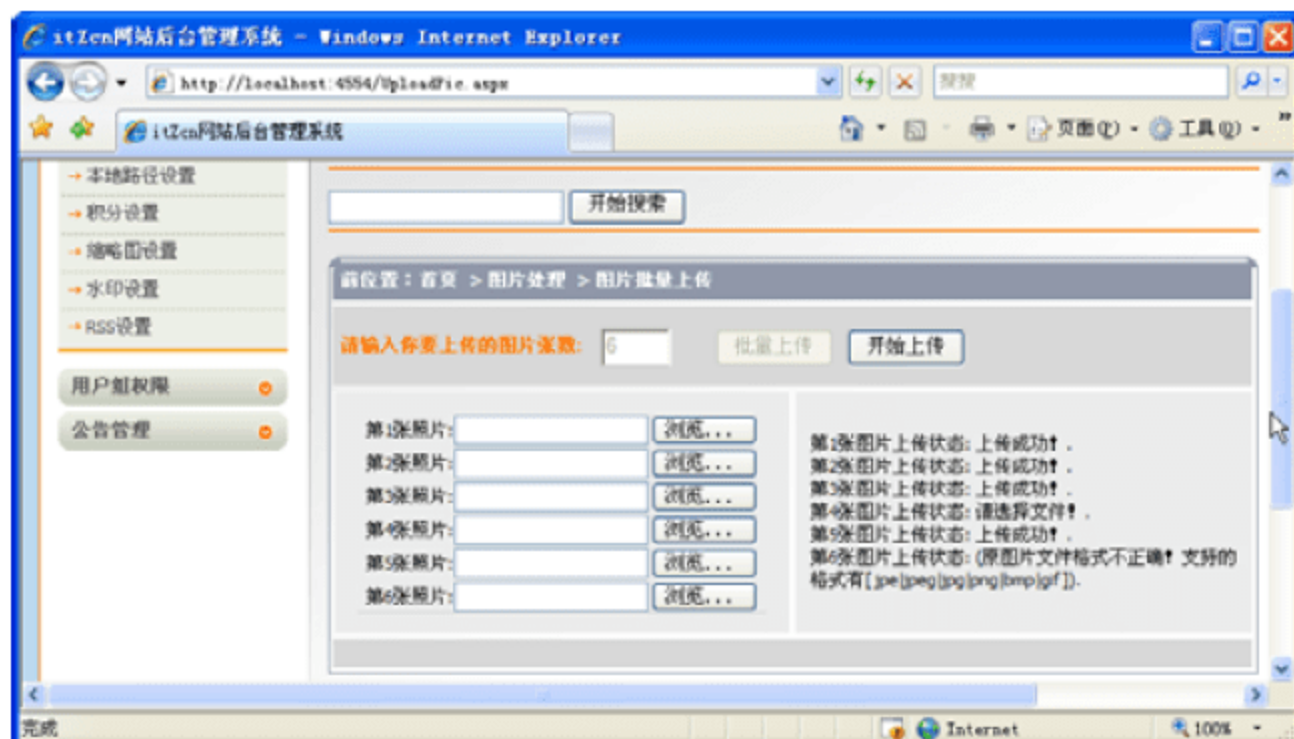 itZen网站后台管理系统 - Windows Internet Explorer
http://localhost:4554/UploadPic.aspx
搜搜
itZen网站后台管理系统
页面(P)
工具(O)
本地路径设置
积分设置
缩略图设置
水印设置
RSS设置
用户组权限
公告管理
开始搜索
前位置：首页 >图片处理 >图片批量上传
请输入你要上传的图片张数: 6 批量上传 开始上传
第1张照片: 浏览...
第2张照片: 浏览...
第3张照片: 浏览...
第4张照片: 浏览...
第5张照片: 浏览...
第6张照片: 浏览...
第1张图片上传状态: 上传成功! .
第2张图片上传状态: 上传成功! .
第3张图片上传状态: 上传成功! .
第4张图片上传状态: 请选择文件! .
第5张图片上传状态: 上传成功! .
第6张图片上传状态: (原图片文件格式不正确! 支持的
格式有[ jpe|jpeg|jpg|png|bmp|gif ]).
完成
Internet
100%